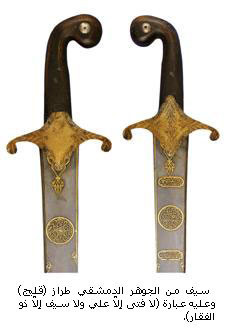 سيف من الجوهر الدمشقي طراز (قليج)
وعليه عبارة (لا فتى إلاّ علي ولا سيف إلاّ ذو
الفقار).